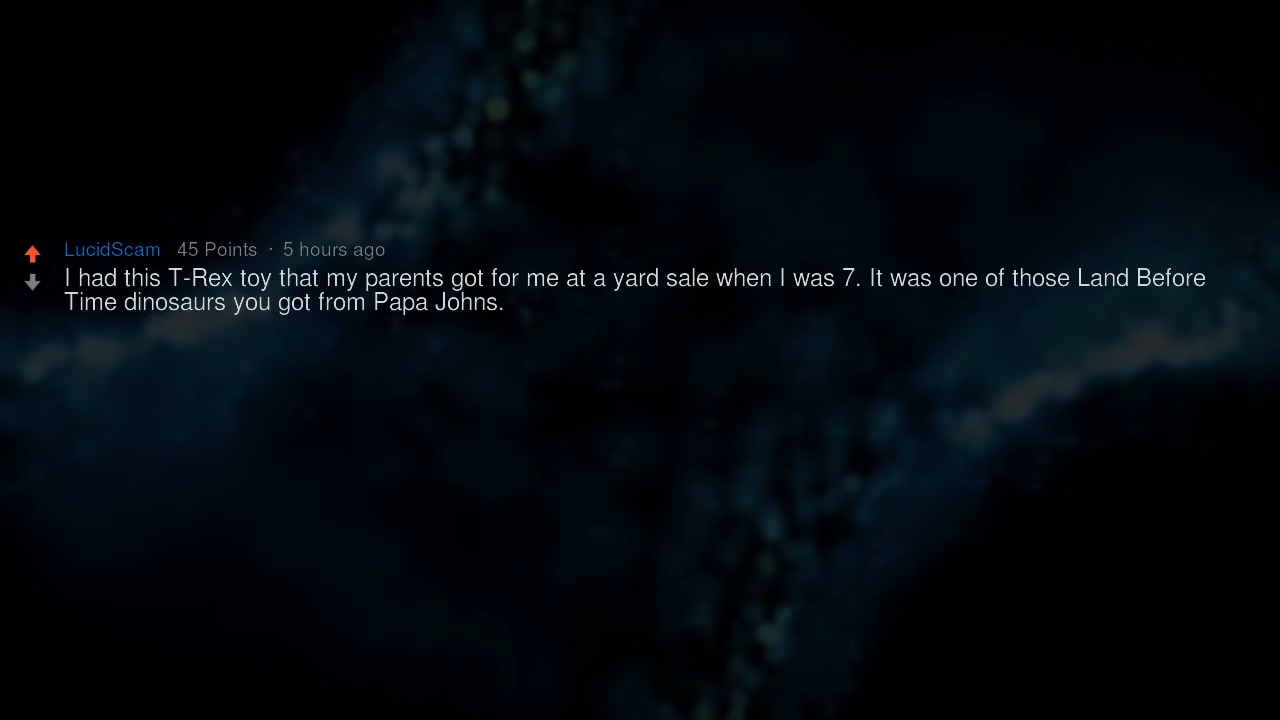 LucidScam 45 Points · 5 hours ago
I had this T-Rex toy that my parents got for me at a yard sale when I was 7. It was one of those Land Before
Time dinosaurs you got from Papa Johns.